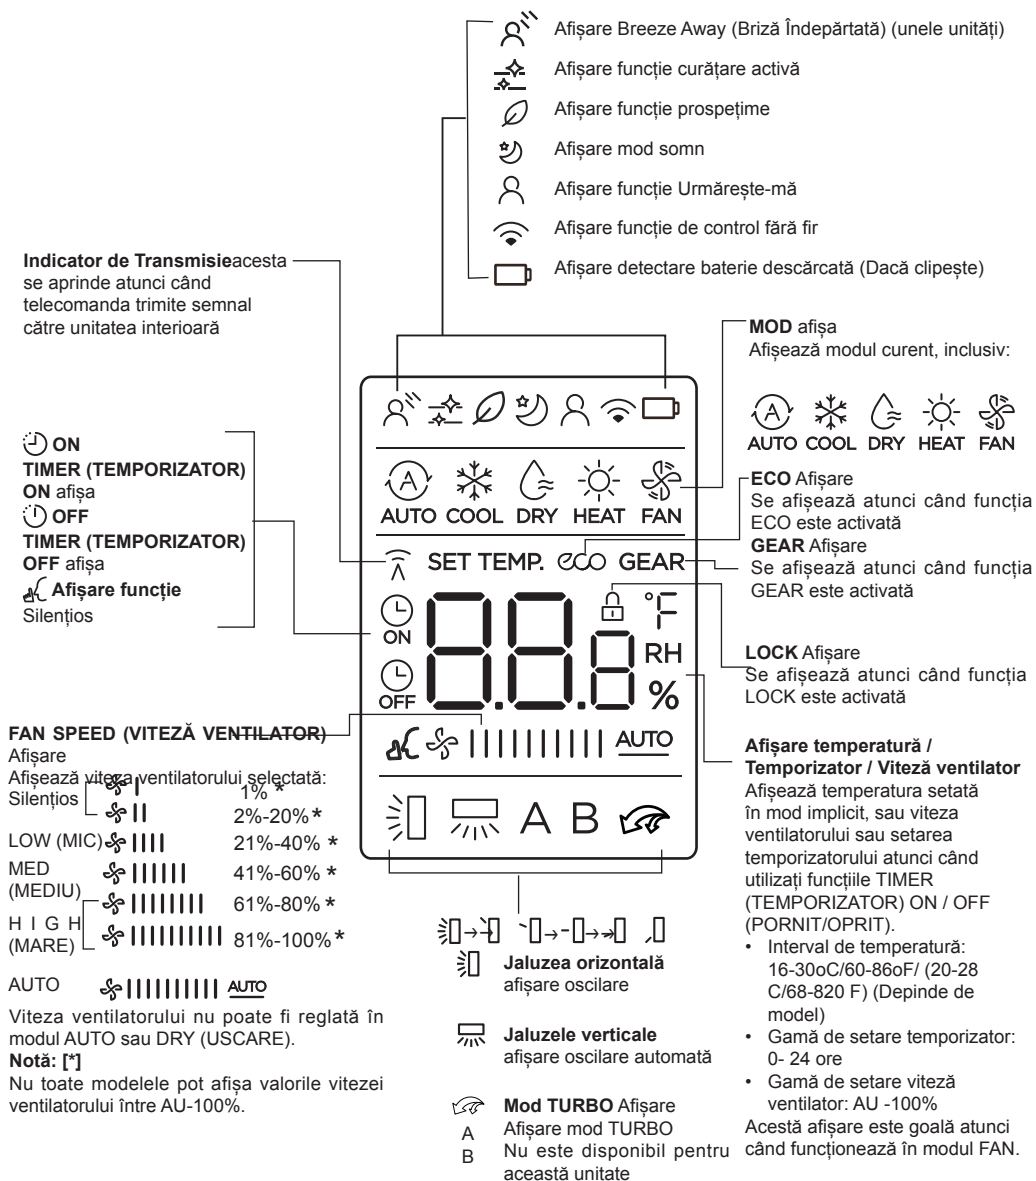 Afișare Breeze Away (Briză Îndepărtată) (unele unități)
Afișare funcție curățare activă
Afișare funcție prospețime
Afișare mod somn
Afișare funcție Urmărește-mă
Afișare funcție de control fără fir
Afișare detectare baterie descărcată (Dacă clipește)
Indicator de Transmisieacesta
se aprinde atunci când
telecomanda trimite semnal
către unitatea interioară
ON
TIMER (TEMPORIZATOR)
ON afișa
OFF
TIMER (TEMPORIZATOR)
OFF afișa
Afișare funcție
Silențios
A
AUTO COOL DRY HEAT FAN
SET TEMP. eco GEAR
ON
OFF
88.8
°F
RH
%
AUTO
A B
MOD afișa
Afișează modul curent, inclusiv:
A
AUTO COOL DRY HEAT FAN
ECO Afișare
Se afișează atunci când funcția
ECO este activată
GEAR Afișare
Se afișează atunci când funcția
GEAR este activată
LOCK Afișare
Se afișează atunci când funcția
LOCK este activată
FAN SPEED (VITEZĂ VENTILATOR)
Afișare
Afișează viteza ventilatorului selectată:
Silențios 1% *
2%-20% *
LOW (MIC) 21%-40% *
MED
(MEDIU) 41%-60% *
61%-80% *
HIGH
(MARE) 81%-100% *
AUTO AUTO
Viteza ventilatorului nu poate fi reglată în
modul AUTO sau DRY (USCARE).
Notă: [*]
Nu toate modelele pot afișa valorile vitezei
ventilatorului între AU-100%.
Jaluzea orizontală
afișare oscilare
Jaluzele verticale
afișare oscilare automată
Mod TURBO Afișare
A Afișare mod TURBO
B Nu este disponibil pentru
această unitate
Afișare temperatură /
Temporizator / Viteză ventilator
Afișează temperatura setată
în mod implicit, sau viteza
ventilatorului sau setarea
temporizatorului atunci când
utilizați funcțiile TIMER
(TEMPORIZATOR) ON / OFF
(PORNIT/OPRIT).
• Interval de temperatură:
16-30oC/60-86oF/ (20-28
C/68-820 F) (Depinde de
model)
• Gamă de setare temporizator:
0- 24 ore
• Gamă de setare viteză
ventilator: AU -100%
Acestă afișare este goală atunci
când funcționează în modul FAN.